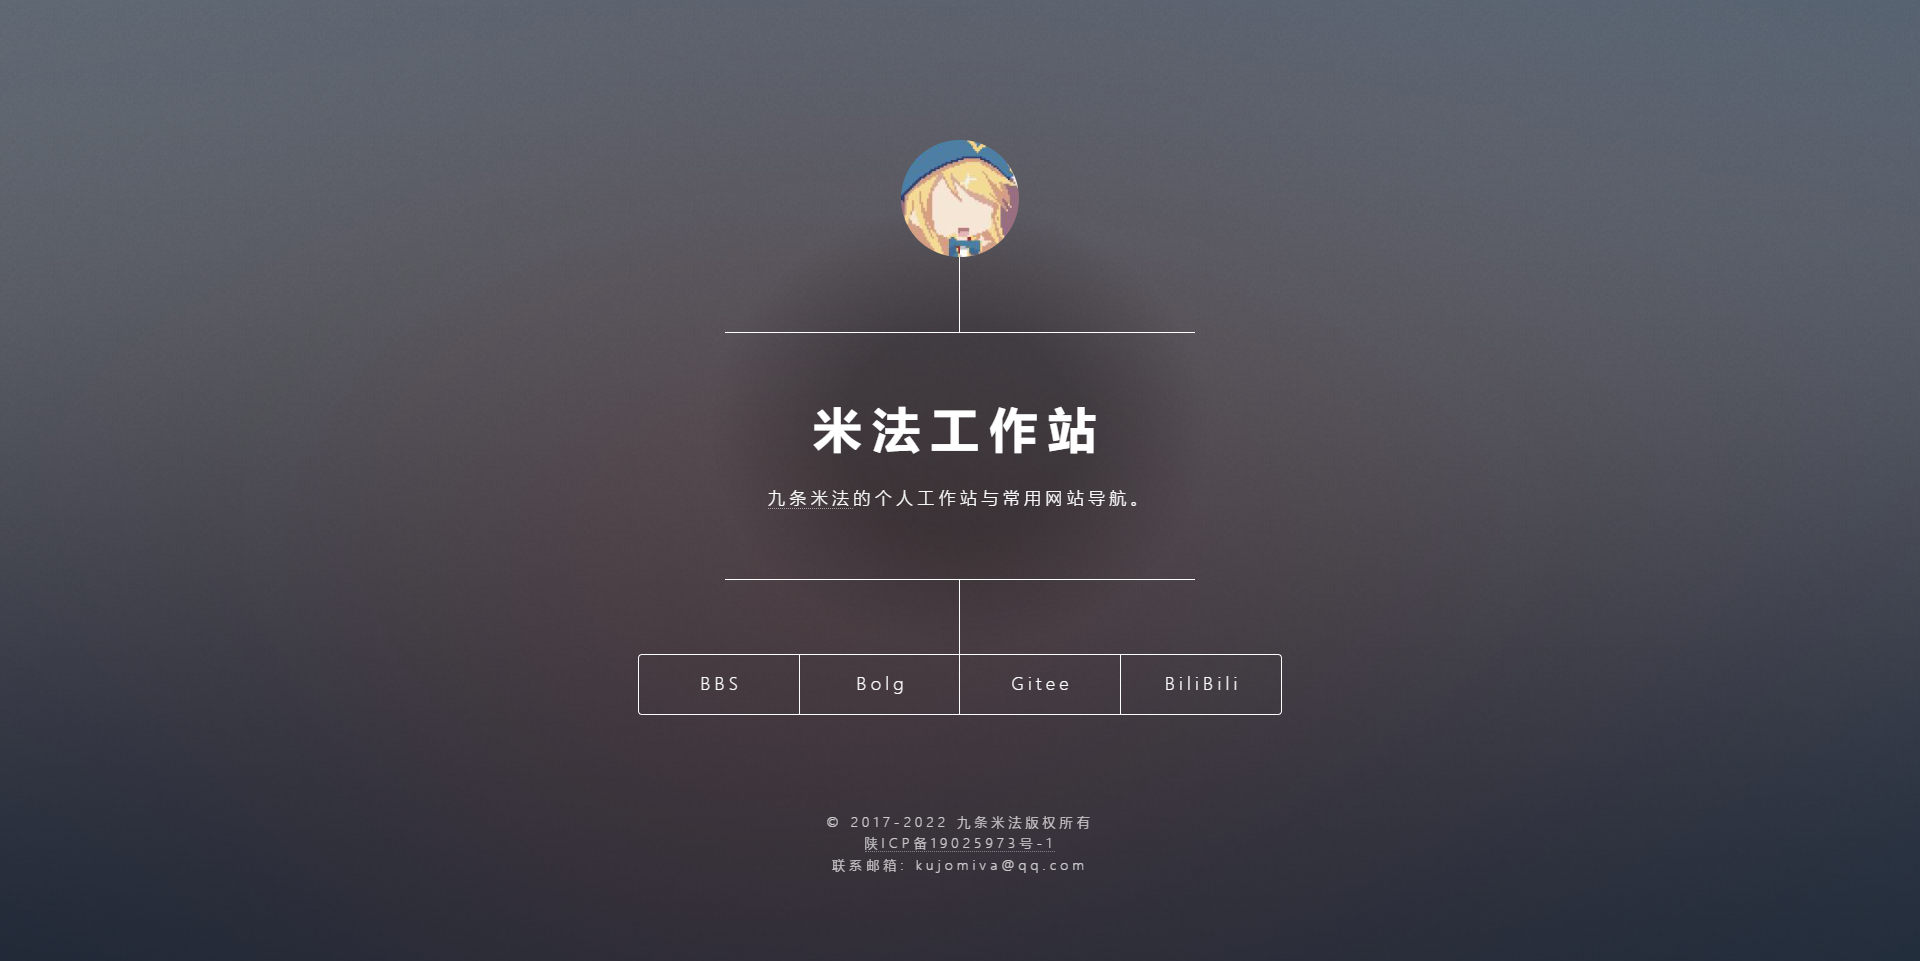 米法工作站
九条米法的个人工作站与常用网站导航。
BBS
Bolg
Gitee
BiliBili
© 2017-2022 九条米法版权所有
陕ICP备19025973号-1
联系邮箱: kujomiva@qq.com